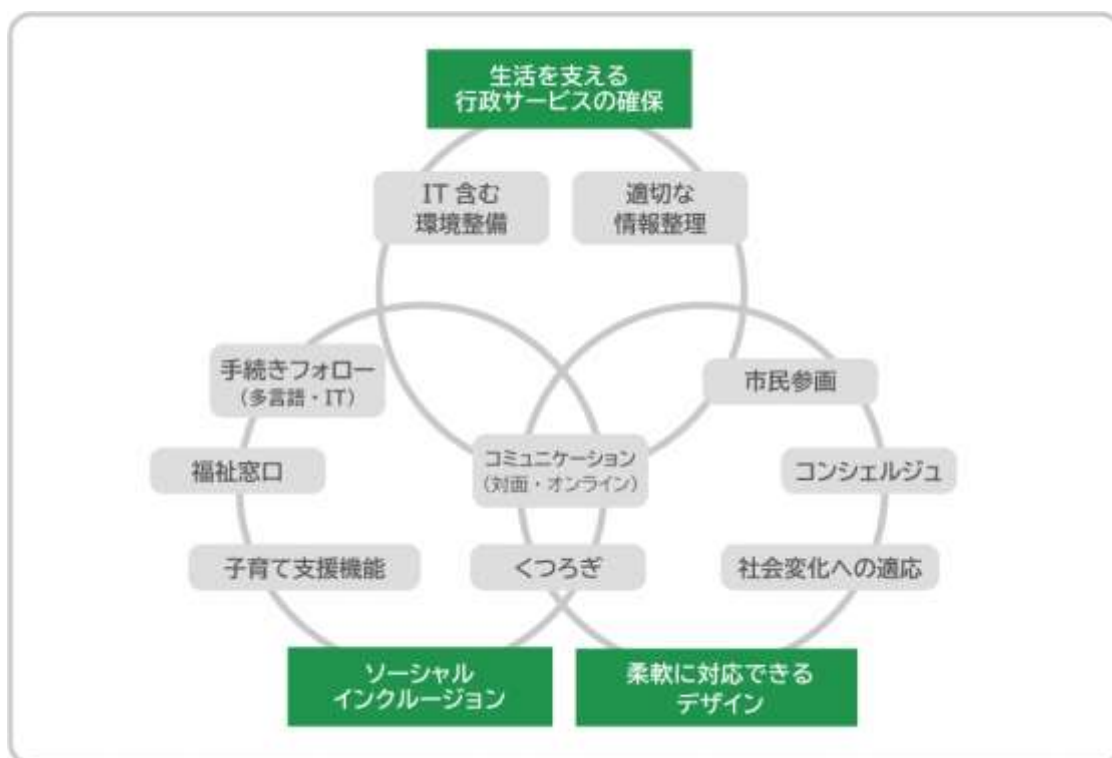 生活を支える
行政サービスの確保
IT 含む
環境整備
適切な
情報整理
手続きフォロー
(多言語・IT)
市民参画
福祉窓口
コミュニケーション
(対面・オンライン)
コンシェルジュ
子育て支援機能
くつろぎ
社会変化への適応
ソーシャル
インクルージョン
柔軟に対応できる
デザイン